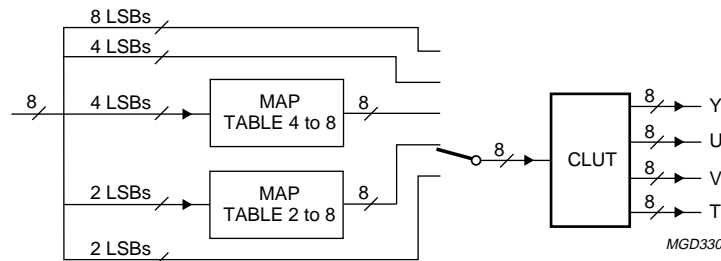 8 LSBs
4 LSBs
8
4 LSBs
MAP
TABLE 4 to 8
8
2 LSBs
MAP
TABLE 2 to 8
8
2 LSBs
8
CLUT
8
Y
8
U
8
V
8
T
MGD330